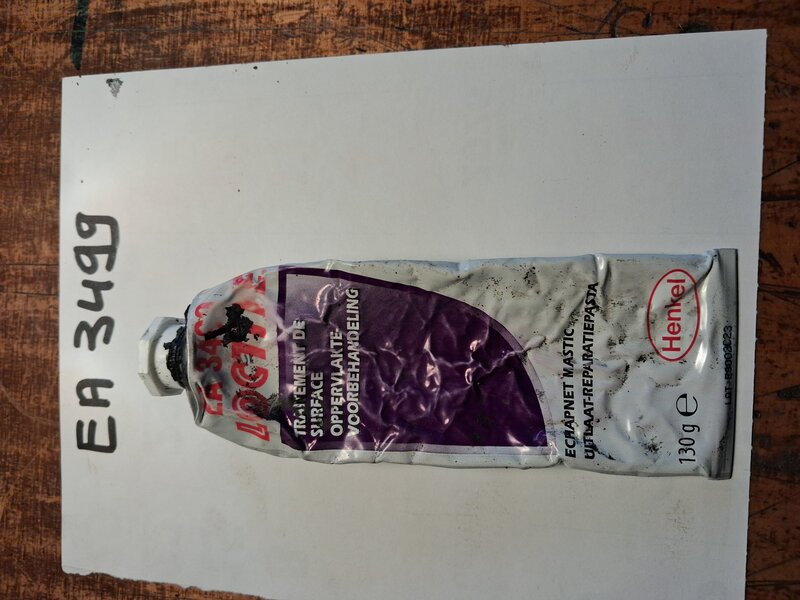 EA 3499
EA 3499
LOCTITE
TRAITEMENT DE
SURFACE
OPPERVLAKTE-
VOORBEHANDELING
ECHAPNET MASTIC
UITLAAT-REPARATIEPASTA
Henkel
130 g ℮